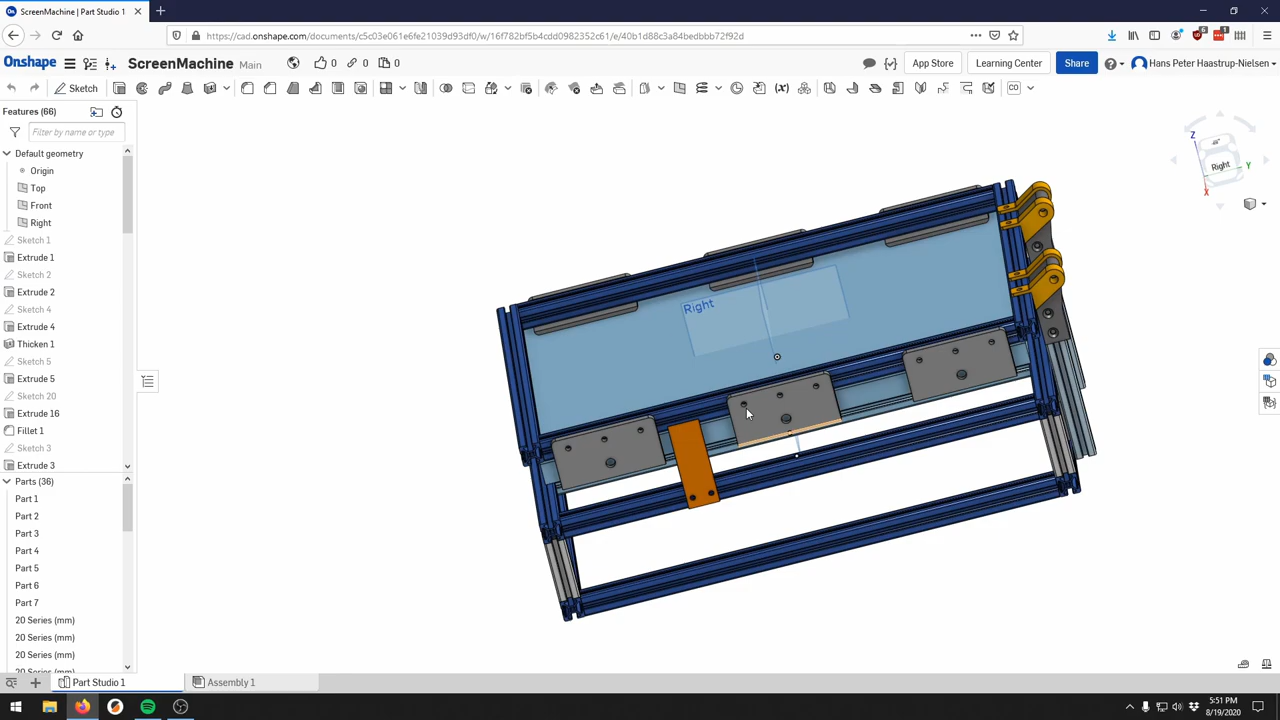 ScreenMachine | Part Studio 1
https://cad.onshape.com/documents/c5c03e061efe21039d93df0/w/16f782bf5b4cdd0982352c61/e/40b1d88c3a84bedbbb72f92d
Onshape ScreenMachine Main 0 0 0 App Store Learning Center Share Hans Peter Haastrup-Nielsen
Sketch
Features (66)
Filter by name or type
Default geometry
Origin
Top
Front
Right
Sketch 1
Extrude 1
Sketch 2
Extrude 2
Sketch 4
Extrude 4
Thicken 1
Sketch 5
Extrude 5
Sketch 20
Extrude 16
Fillet 1
Sketch 3
Extrude 3
Parts (36)
Part 1
Part 2
Part 3
Part 4
Part 5
Part 6
Part 7
20 Series (mm)
20 Series (mm)
20 Series (mm)
20 Series (mm)
Right
Z
Right
Y
X
Part Studio 1 Assembly 1
5:51 PM
8/19/2020